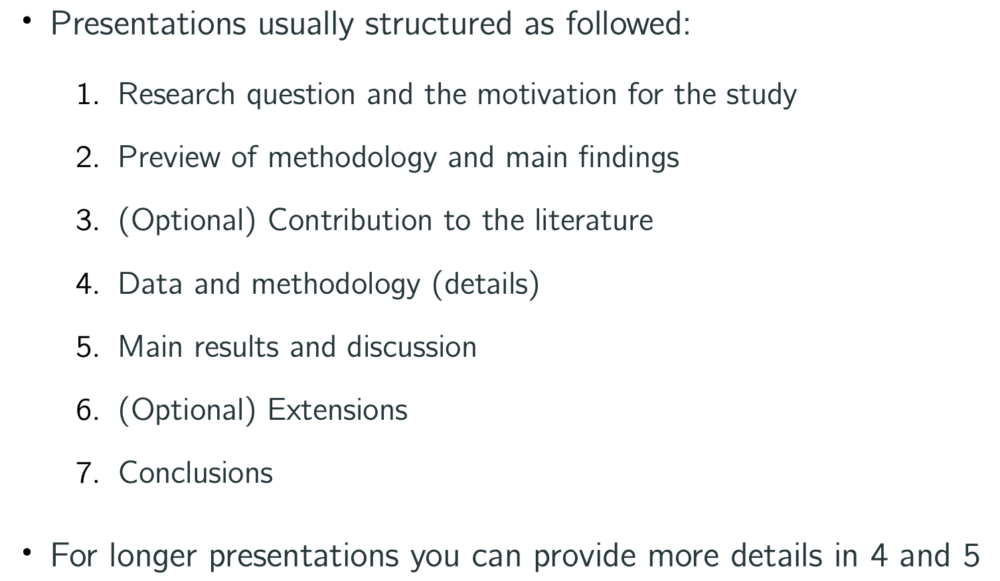 • Presentations usually structured as followed:
1. Research question and the motivation for the study
2. Preview of methodology and main findings
3. (Optional) Contribution to the literature
4. Data and methodology (details)
5. Main results and discussion
6. (Optional) Extensions
7. Conclusions
• For longer presentations you can provide more details in 4 and 5